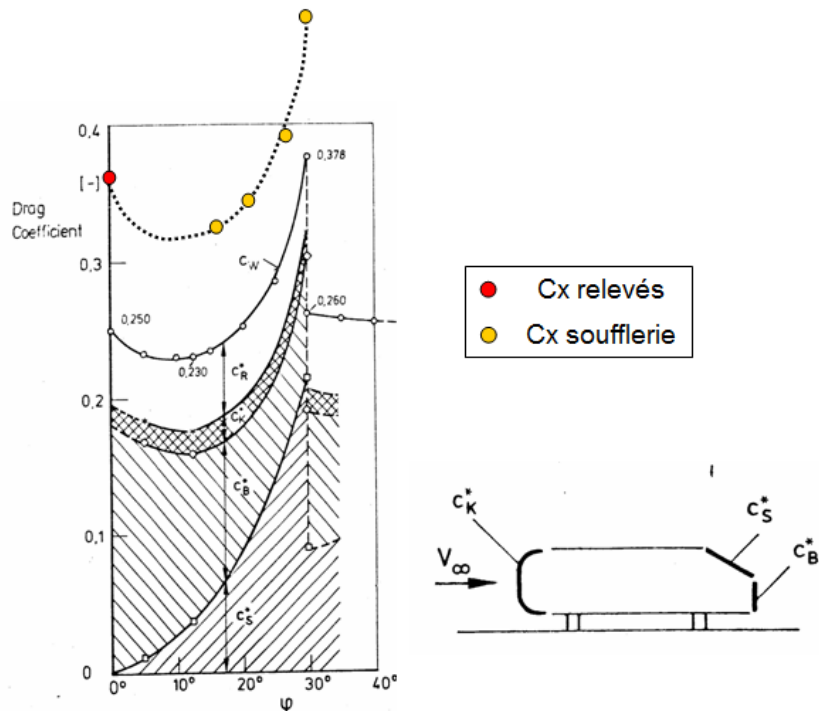 0,4
[-]
Drag
Coefficient
0,3
0,2
0,1
0
0,378
c_W
0,250
0,260
0,230
c*_R
c*_K
c*_B
c*_S
0° 10° 20° 30° 40°
φ
Cx relevés
Cx soufflerie
c*_K
c*_S
c*_B
V_∞